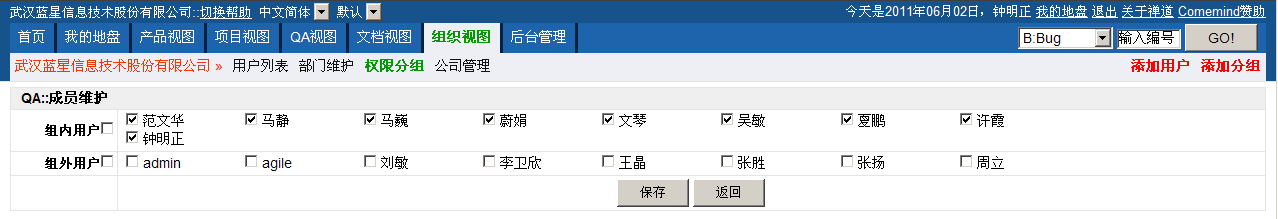 武汉蓝星信息技术股份有限公司::切换帮助 中文简体 默认 今天是2011年06月02日，钟明正 我的地盘 退出 关于禅道 Comemind赞助
首页 我的地盘 产品视图 项目视图 QA视图 文档视图 组织视图 后台管理 B:Bug 输入编号 GO!
武汉蓝星信息技术股份有限公司 » 用户列表 部门维护 权限分组 公司管理 添加用户 添加分组
QA::成员维护
组内用户 范文华 马静 马巍 蔚娟 文琴 吴敏 夏鹏 许霞
钟明正
组外用户 admin agile 刘敏 李卫欣 王晶 张胜 张扬 周立
保存 返回